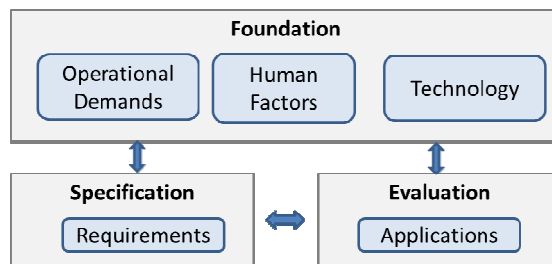 Foundation
Operational
Demands
Human
Factors
Technology
Specification
Requirements
Evaluation
Applications